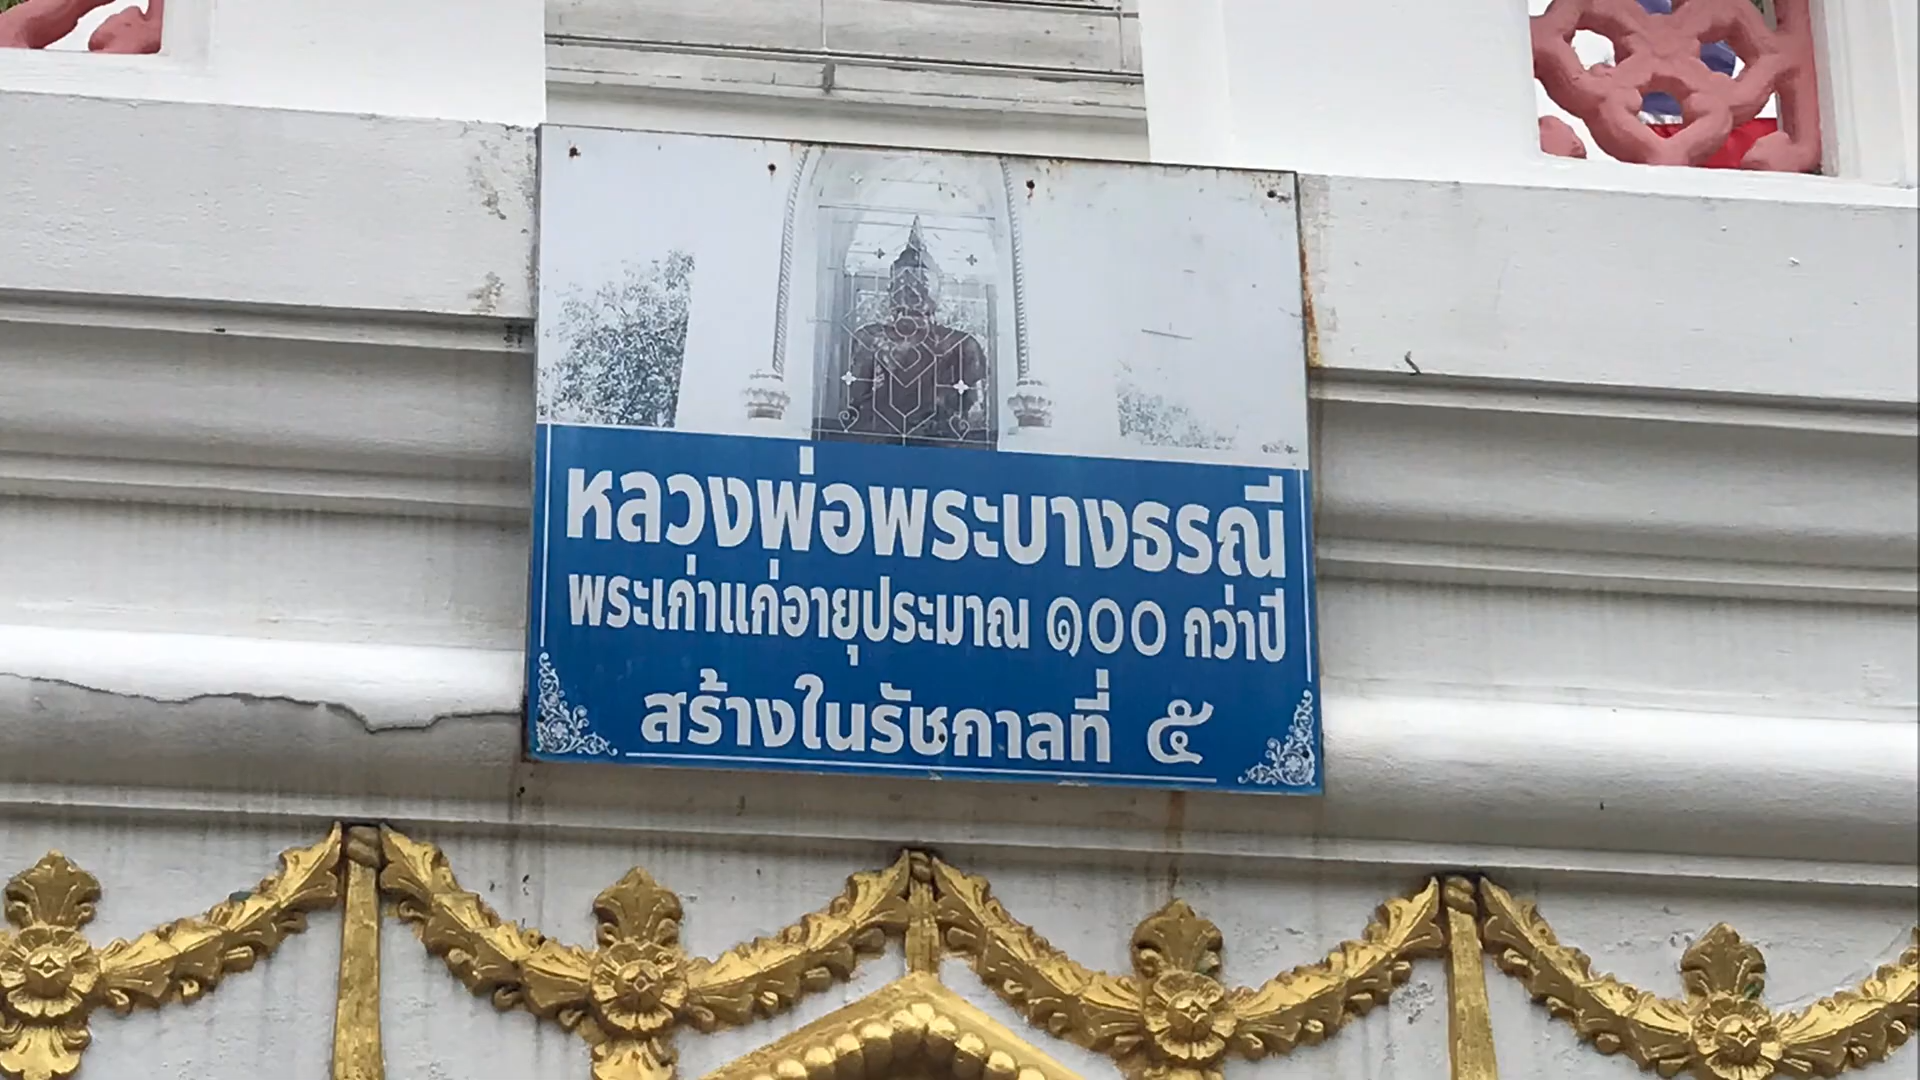 หลวงพ่อพระบางธรณี
พระเก่าแก่อายุประมาณ ๑๐๐ กว่าปี
สร้างในรัชกาลที่ ๕